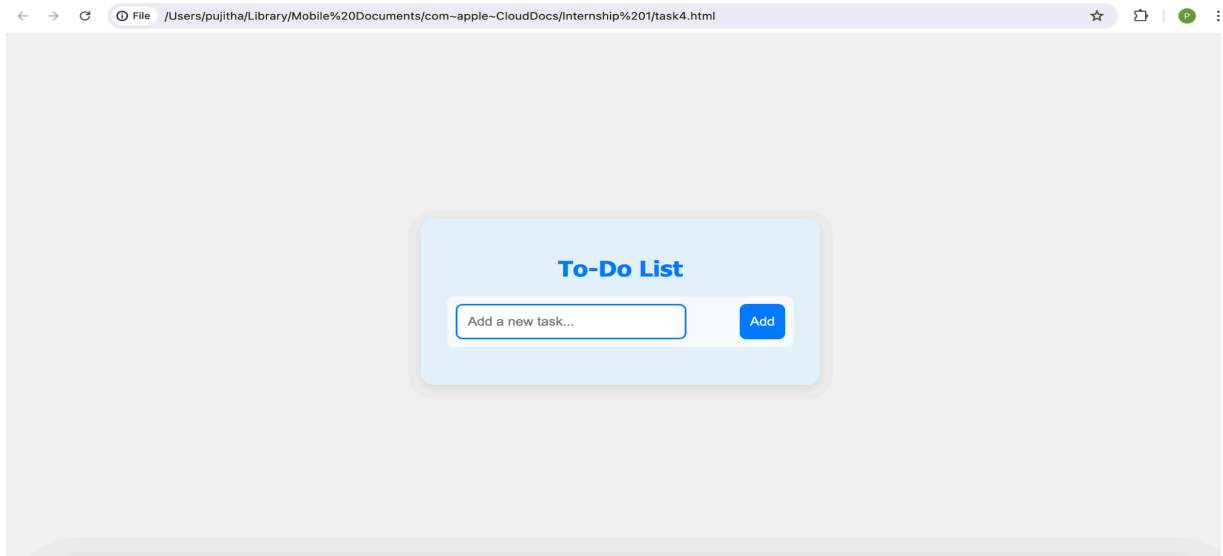 File /Users/pujitha/Library/Mobile%20Documents/com~apple~CloudDocs/Internship%201/task4.html
P
To-Do List
Add a new task...
Add